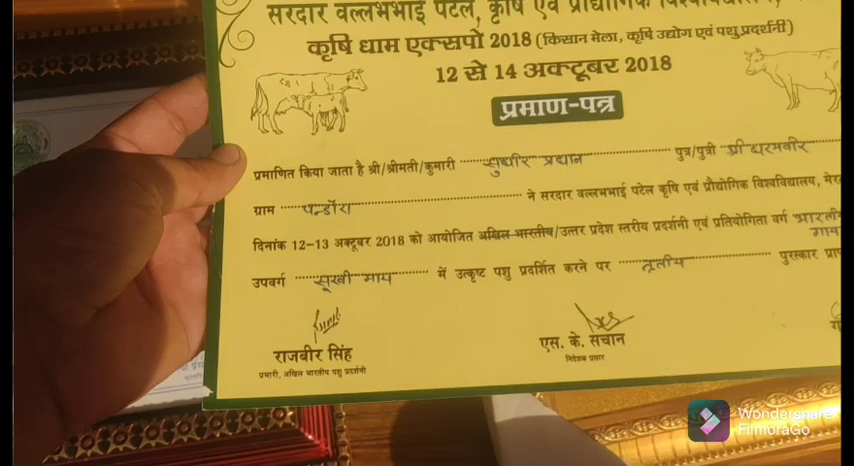 सरदार वल्लभभाई पटेल, कृषि एवं प्रौद्योगिक
कृषि धाम एक्सपो 2018 (किसान मेला, कृषि उद्योग एवं पशु प्रदर्शनी)
12 से 14 अक्टूबर 2018
प्रमाण-पत्र
प्रमाणित किया जाता है श्री/श्रीमती/कुमारी सुधीर प्रधान पुत्र/पुत्री श्री धरमवीर
ग्राम पन्डौरा ने सरदार वल्लभभाई पटेल कृषि एवं प्रौद्योगिक विश्वविद्यालय, मेर
दिनांक 12-13 अक्टूबर 2018 को आयोजित अखिल भारतीय/उत्तर प्रदेश स्तरीय प्रदर्शनी एवं प्रतियोगिता वर्ग भारतीय गाय
उपवर्ग सूखी गाय में उत्कृष्ट पशु प्रदर्शित करने पर तृतीय पुरस्कार प्रा
राजबीर सिंह
प्रभारी, अखिल भारतीय पशु प्रदर्शनी
एस. के. सचान
निदेशक प्रसार
Wondershare
FilmoraGo